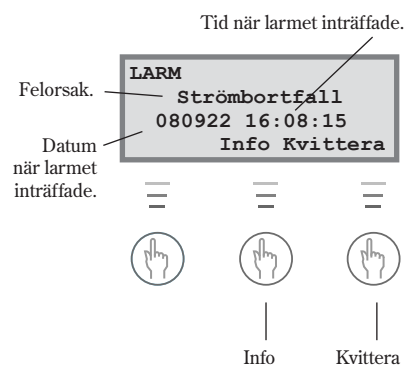 Tid när larmet inträffade.
LARM
Felorsak.
Strömbortfall
080922 16:08:15
Datum
när larmet
inträffade.
Info Kvittera
Info
Kvittera